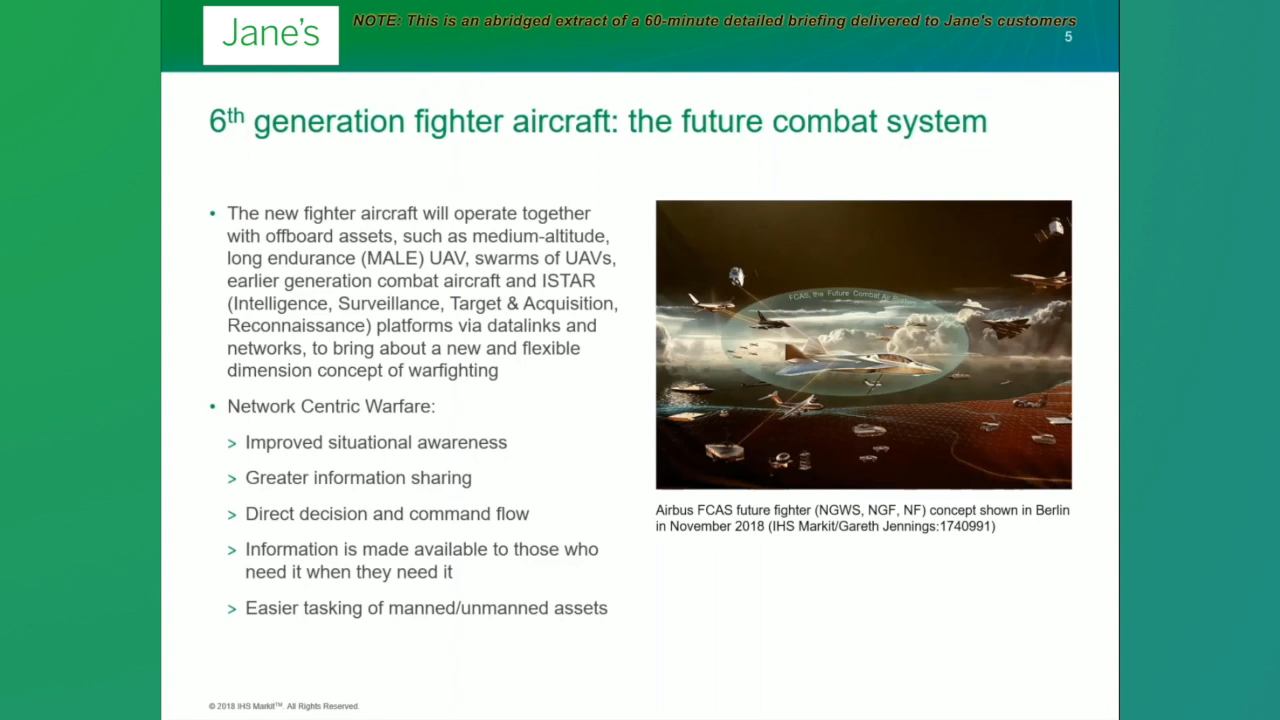 Jane's
NOTE: This is an abridged extract of a 60-minute detailed briefing delivered to Jane's customers
5
6th generation fighter aircraft: the future combat system
• The new fighter aircraft will operate together
with offboard assets, such as medium-altitude,
long endurance (MALE) UAV, swarms of UAVs,
earlier generation combat aircraft and ISTAR
(Intelligence, Surveillance, Target & Acquisition,
Reconnaissance) platforms via datalinks and
networks, to bring about a new and flexible
dimension concept of warfighting
• Network Centric Warfare:
> Improved situational awareness
> Greater information sharing
> Direct decision and command flow
> Information is made available to those who
need it when they need it
> Easier tasking of manned/unmanned assets
FCAS, the Future Combat Air System
Airbus FCAS future fighter (NGWS, NGF, NF) concept shown in Berlin
in November 2018 (IHS Markit/Gareth Jennings:1740991)
© 2018 IHS Markit™. All Rights Reserved.